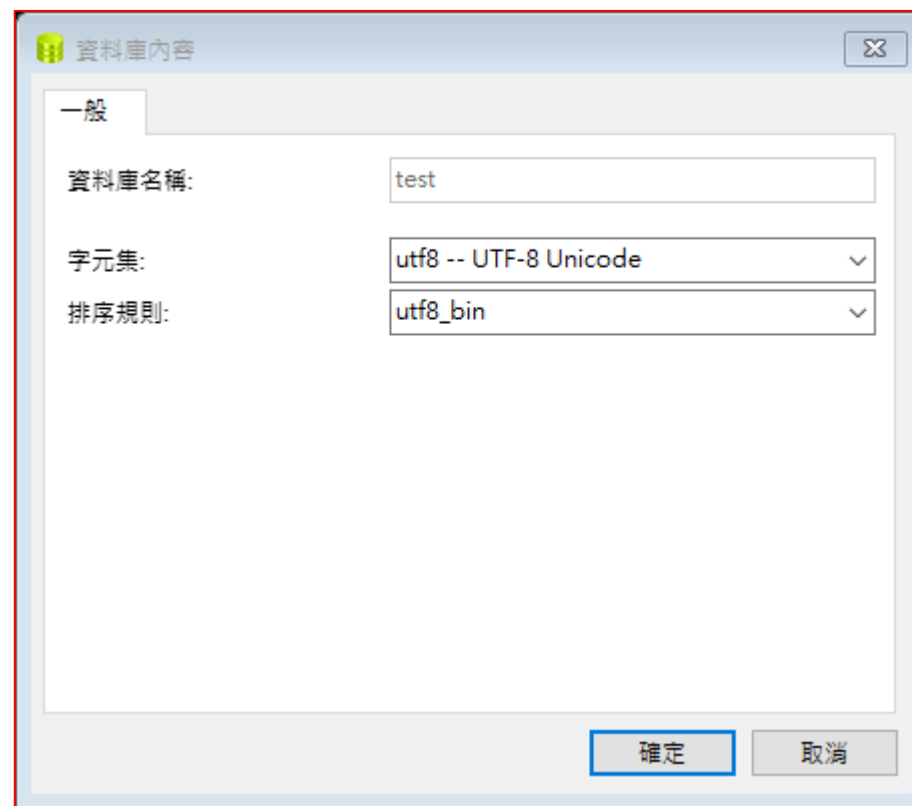 資料庫內容
一般
資料庫名稱: test
字元集: utf8 -- UTF-8 Unicode
排序規則: utf8_bin
確定 取消